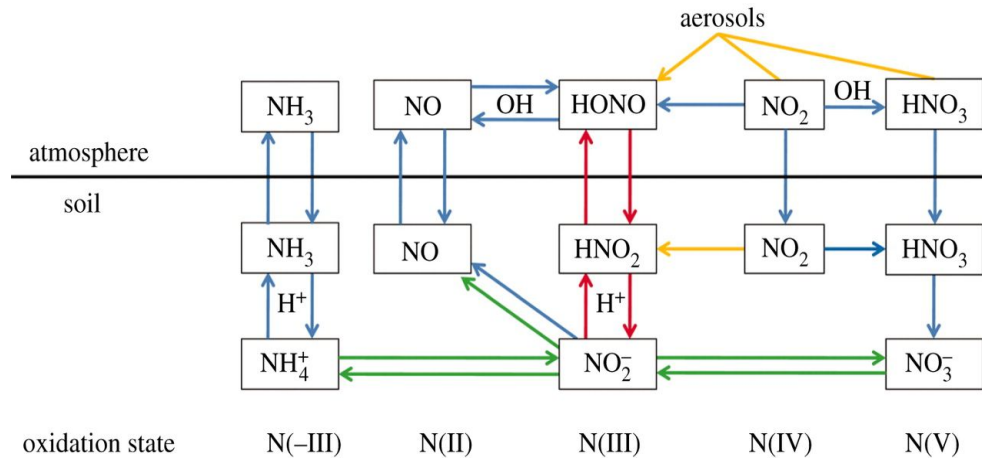 aerosols
NH₃ NO OH HONO NO₂ OH HNO₃
atmosphere
soil
NH₃ NO HNO₂ NO₂ HNO₃
H⁺ H⁺
NH₄⁺ NO₂⁻ NO₃⁻
oxidation state N(–III) N(II) N(III) N(IV) N(V)